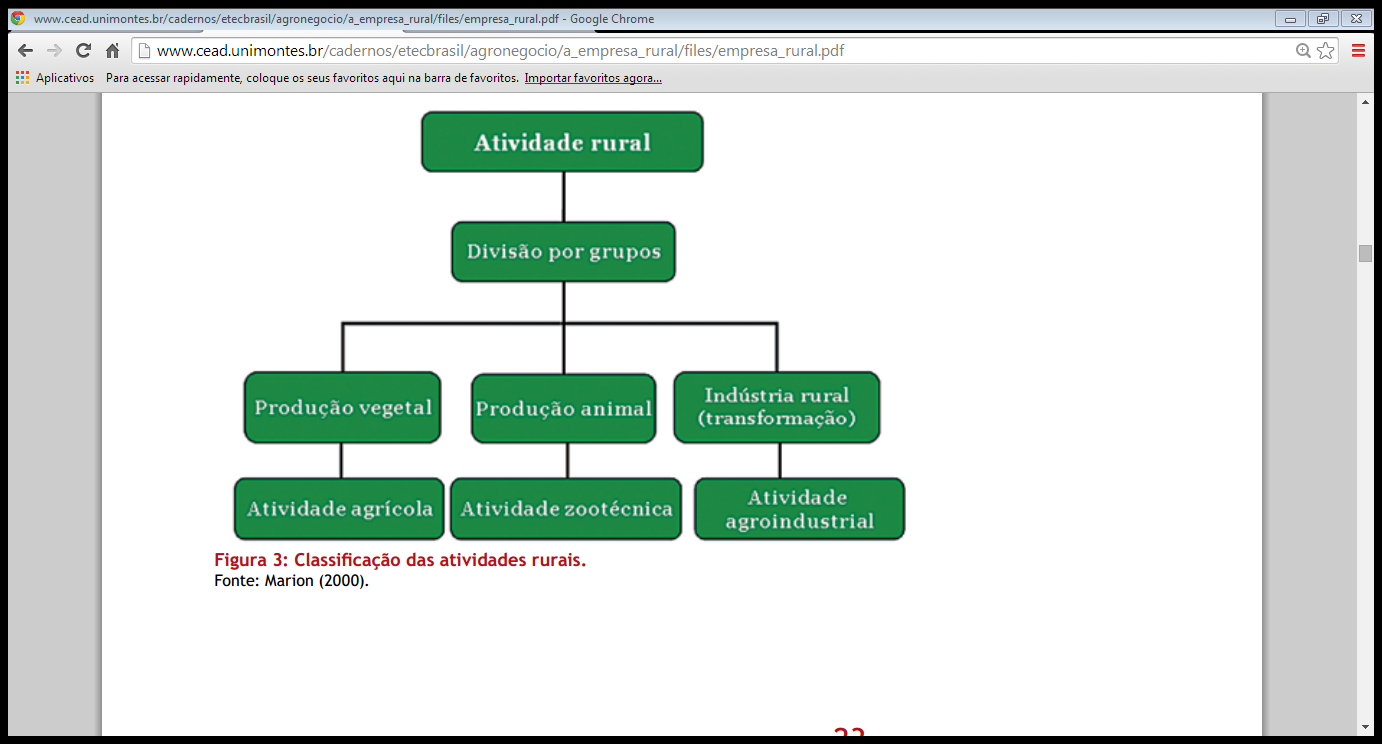 www.cead.unimontes.br/cadernos/etecbrasil/agronegocio/a_empresa_rural/files/empresa_rural.pdf - Google Chrome
www.cead.unimontes.br/cadernos/etecbrasil/agronegocio/a_empresa_rural/files/empresa_rural.pdf
Aplicativos Para acessar rapidamente, coloque os seus favoritos aqui na barra de favoritos. Importar favoritos agora...
Atividade rural
Divisão por grupos
Produção vegetal
Produção animal
Indústria rural
(transformação)
Atividade agrícola
Atividade zootécnica
Atividade
agroindustrial
Figura 3: Classificação das atividades rurais.
Fonte: Marion (2000).